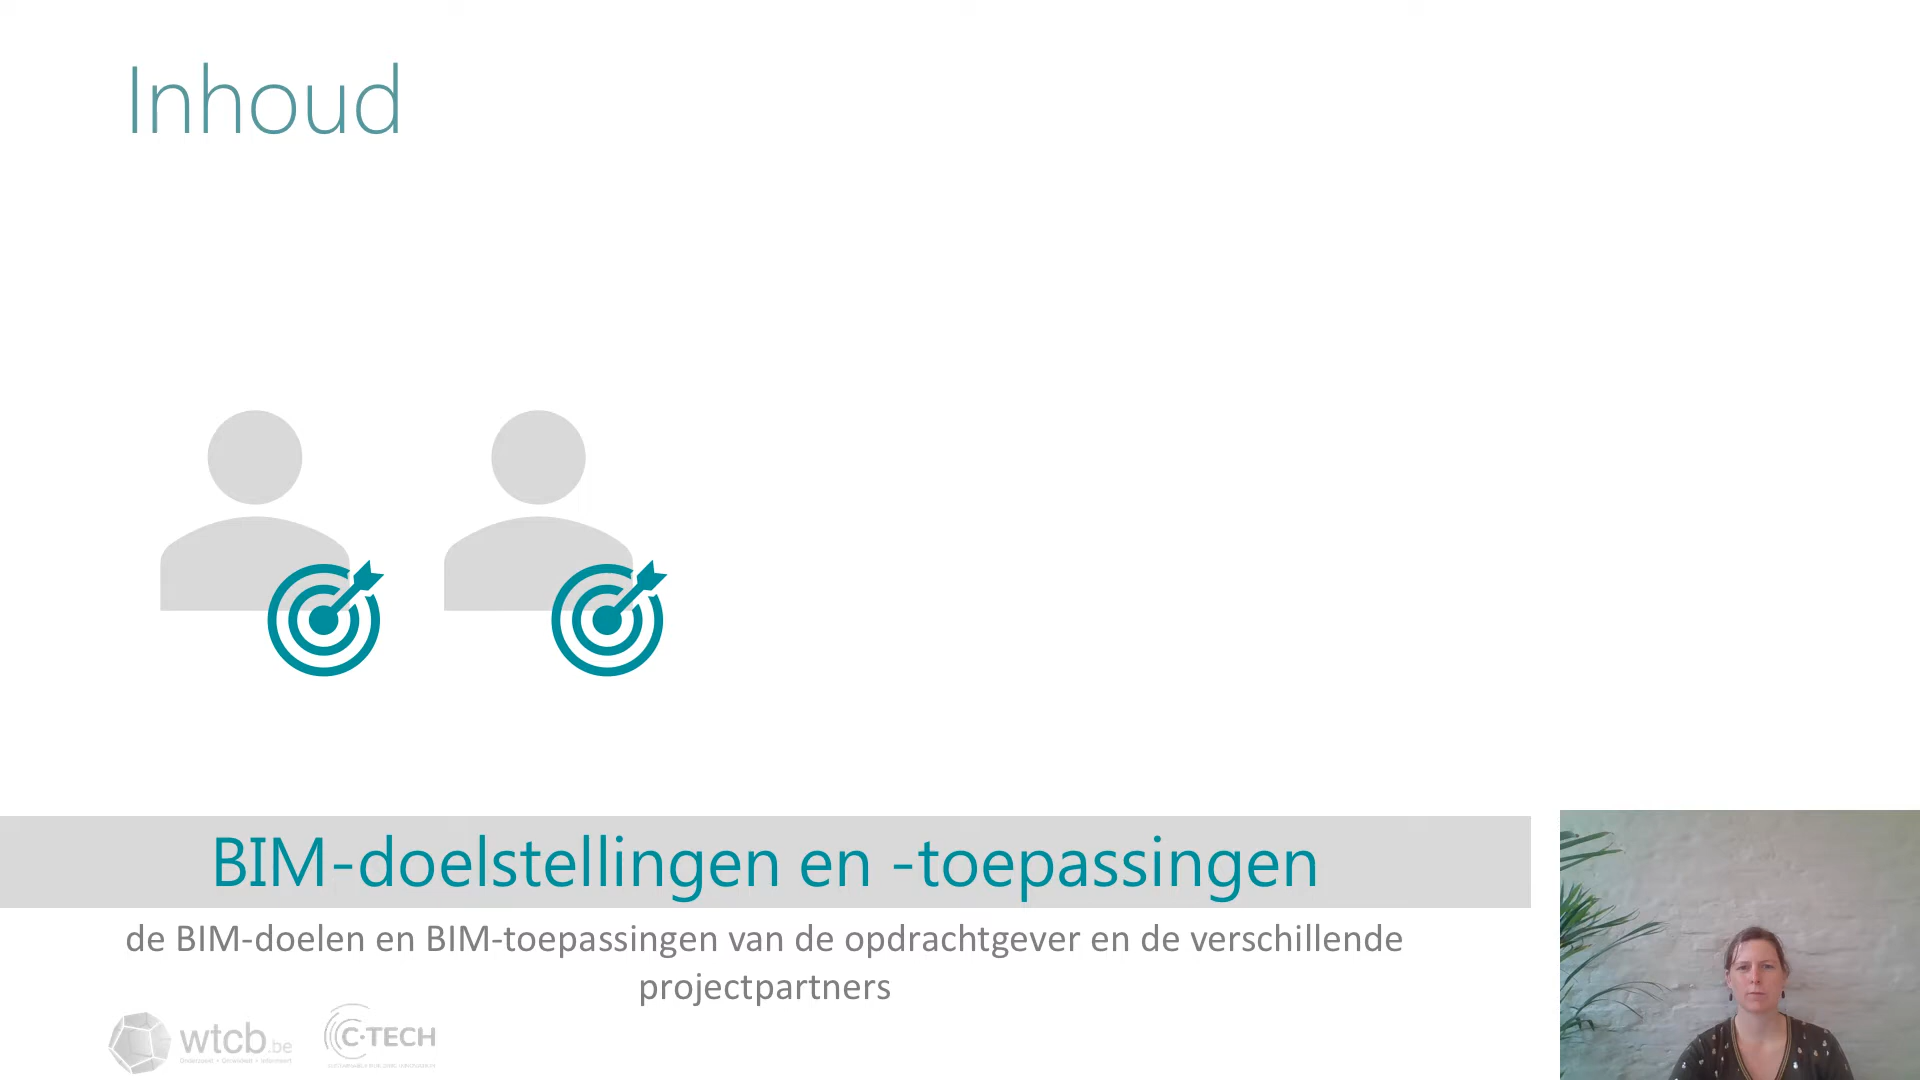 Inhoud
BIM-doelstellingen en -toepassingen
de BIM-doelen en BIM-toepassingen van de opdrachtgever en de verschillende
projectpartners
wtcb.be
C-TECH